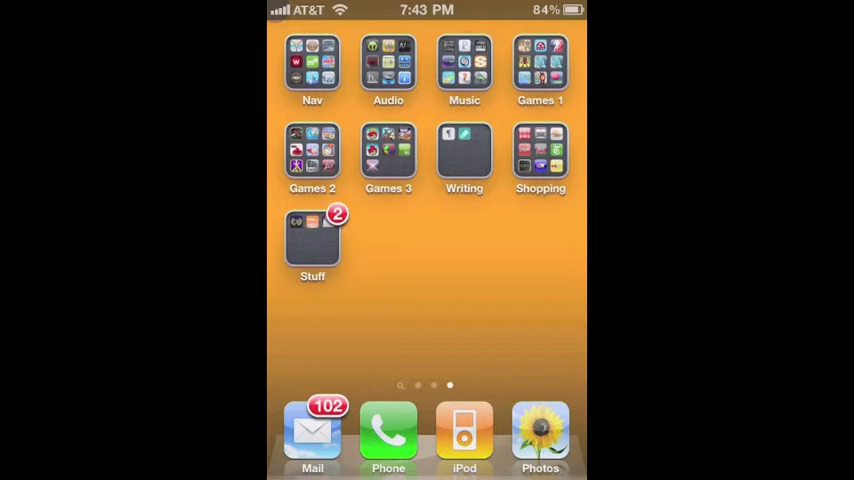 AT&T 7:43 PM 84%
Nav Audio Music Games 1
Games 2 Games 3 Writing Shopping
2
Stuff
102
Mail Phone iPod Photos